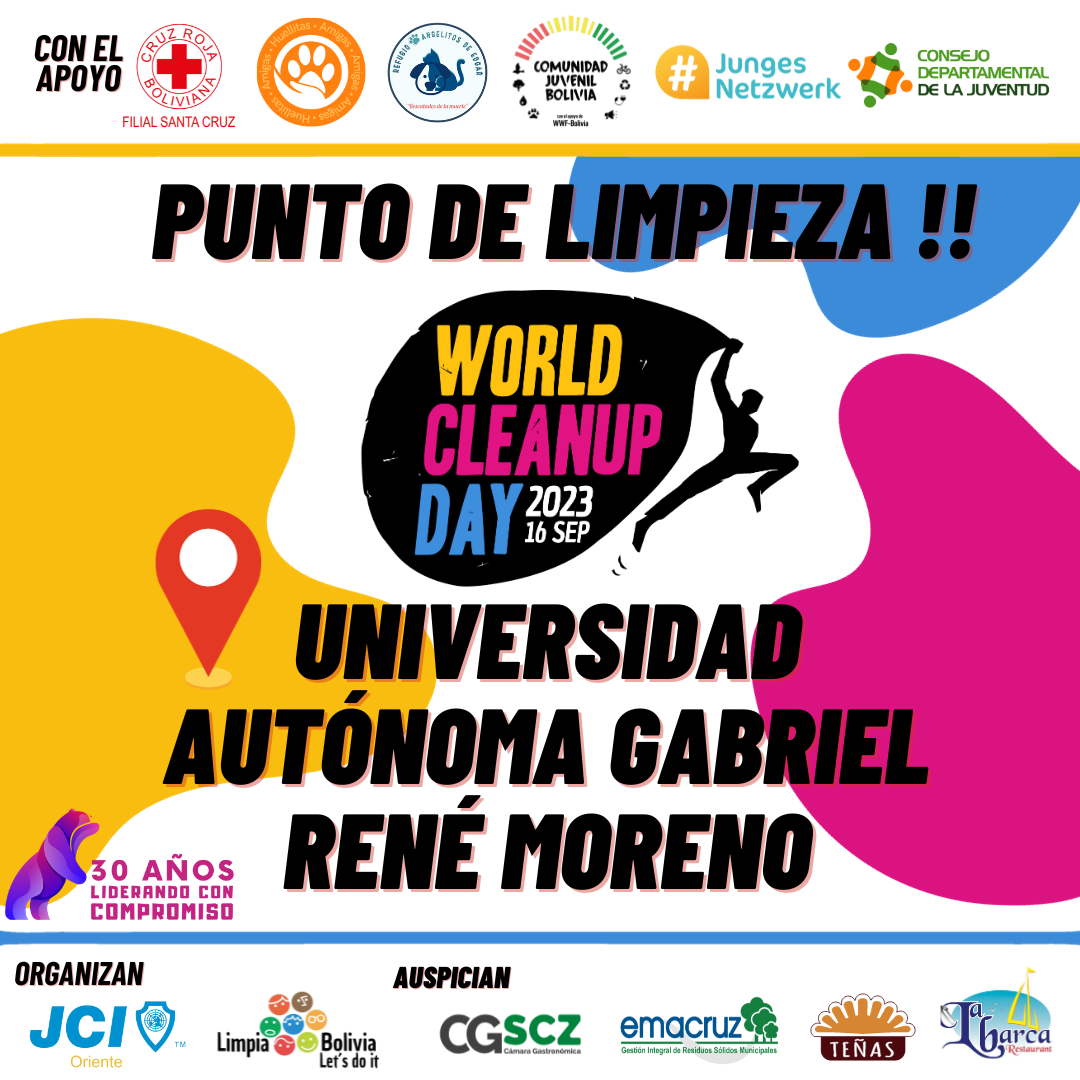 CON EL
APOYO
CRUZ ROJA
BOLIVIANA
FILIAL SANTA CRUZ
Huellitas • Amigas • Huellitas • Amigas
REFUGIO ANGELITOS DE EDGAR
"Rescatados de la muerte"
COMUNIDAD
JUVENIL
BOLIVIA
con el apoyo de
WWF-Bolivia
#
Junges
Netzwerk
CONSEJO
DEPARTAMENTAL
DE LA JUVENTUD
PUNTO DE LIMPIEZA !!
WORLD
CLEANUP
DAY 2023
16 SEP
UNIVERSIDAD
AUTÓNOMA GABRIEL
RENÉ MORENO
30 AÑOS
LIDERANDO CON
COMPROMISO
ORGANIZAN
JCI
TM
Oriente
Limpia Bolivia
Let's do it
AUSPICIAN
CGSCZ
Cámara Gastronómica
emacruz
Gestión Integral de Residuos Sólidos Municipales
TEÑAS
La barca
Restaurant